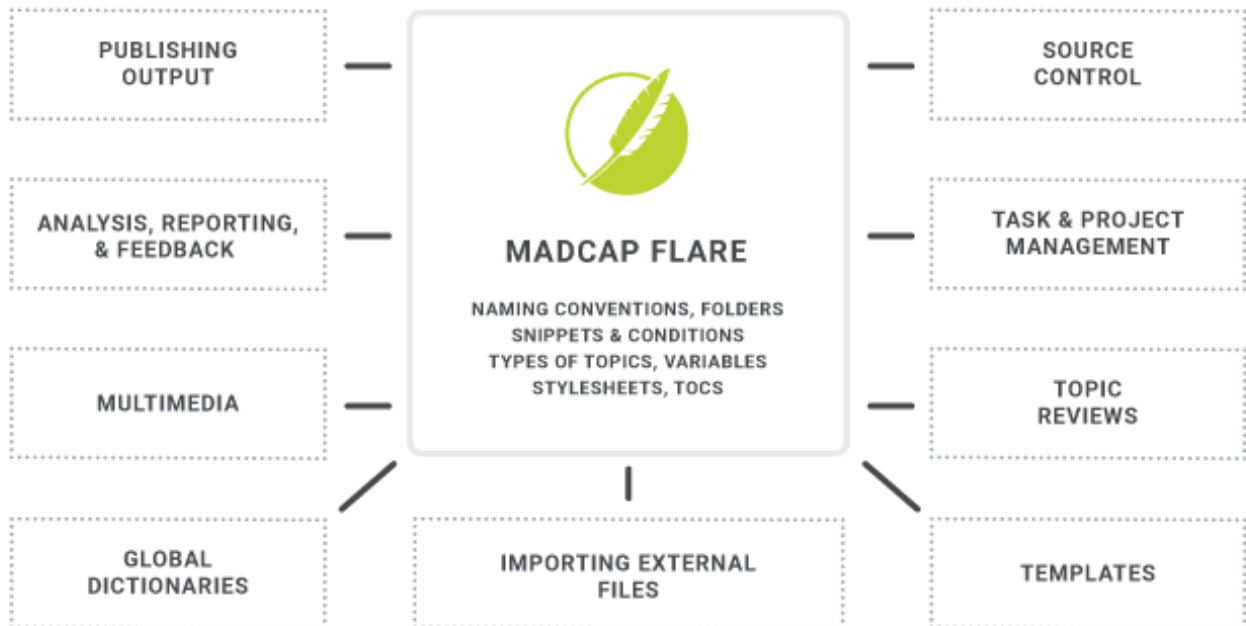 PUBLISHING
OUTPUT
SOURCE
CONTROL
ANALYSIS, REPORTING,
& FEEDBACK
MADCAP FLARE
NAMING CONVENTIONS, FOLDERS
SNIPPETS & CONDITIONS
TYPES OF TOPICS, VARIABLES
STYLESHEETS, TOCS
TASK & PROJECT
MANAGEMENT
MULTIMEDIA
TOPIC
REVIEWS
GLOBAL
DICTIONARIES
IMPORTING EXTERNAL
FILES
TEMPLATES